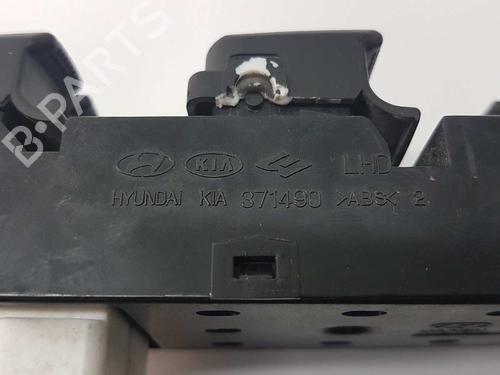 B-PARTS
KIA LHD
HYUNDAI KIA 371490 >ABS< 2